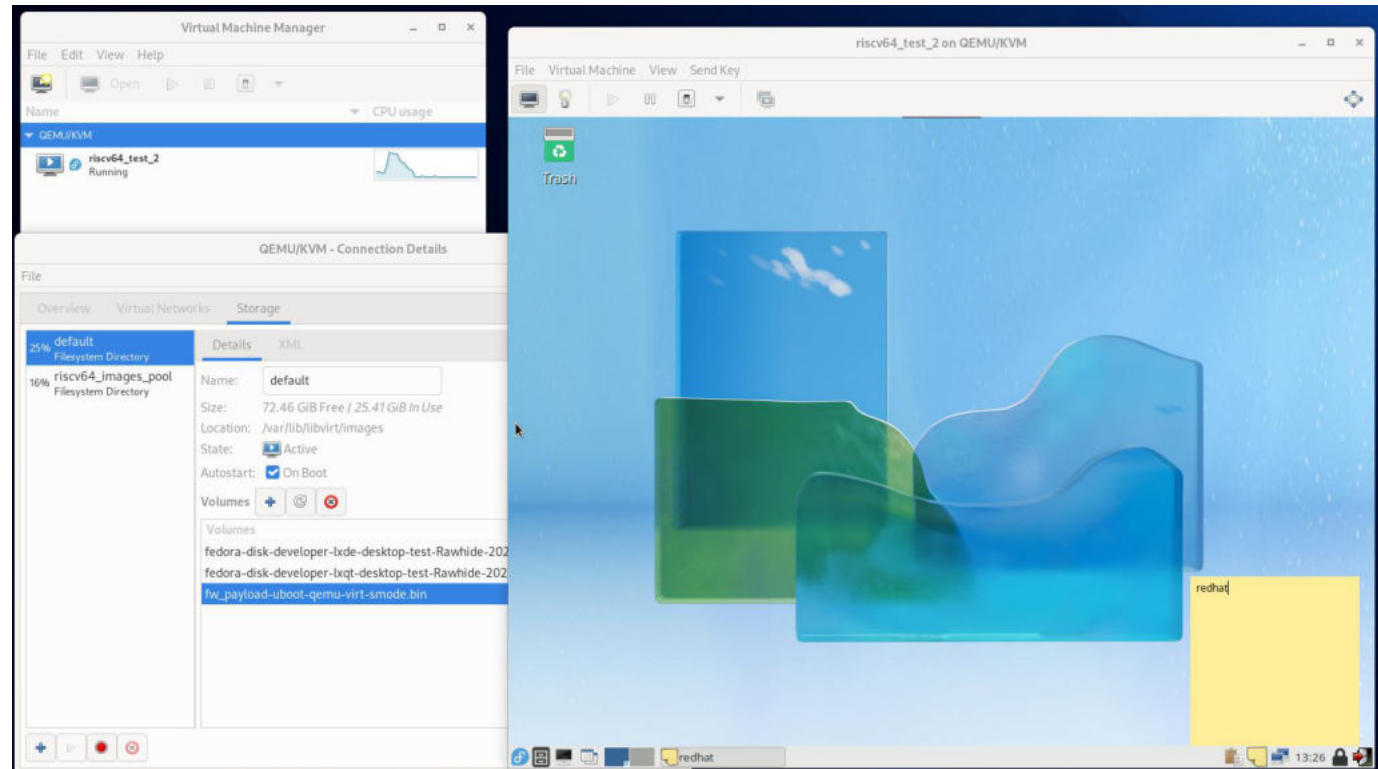 Virtual Machine Manager
File Edit View Help
Open
Name CPU usage
QEMU/KVM
riscv64_test_2
Running
QEMU/KVM - Connection Details
File
Overview Virtual Networks Storage
25% default
Filesystem Directory
16% riscv64_images_pool
Filesystem Directory
Details XML
Name: default
Size: 72.46 GiB Free / 25.41 GiB In Use
Location: /var/lib/libvirt/images
State: Active
Autostart: On Boot
Volumes
Volumes
fedora-disk-developer-lxde-desktop-test-Rawhide-202
fedora-disk-developer-lxqt-desktop-test-Rawhide-202
fw_payload-uboot-qemu-virt-smode.bin
riscv64_test_2 on QEMU/KVM
File Virtual Machine View Send Key
Trash
redhat
redhat
13:26